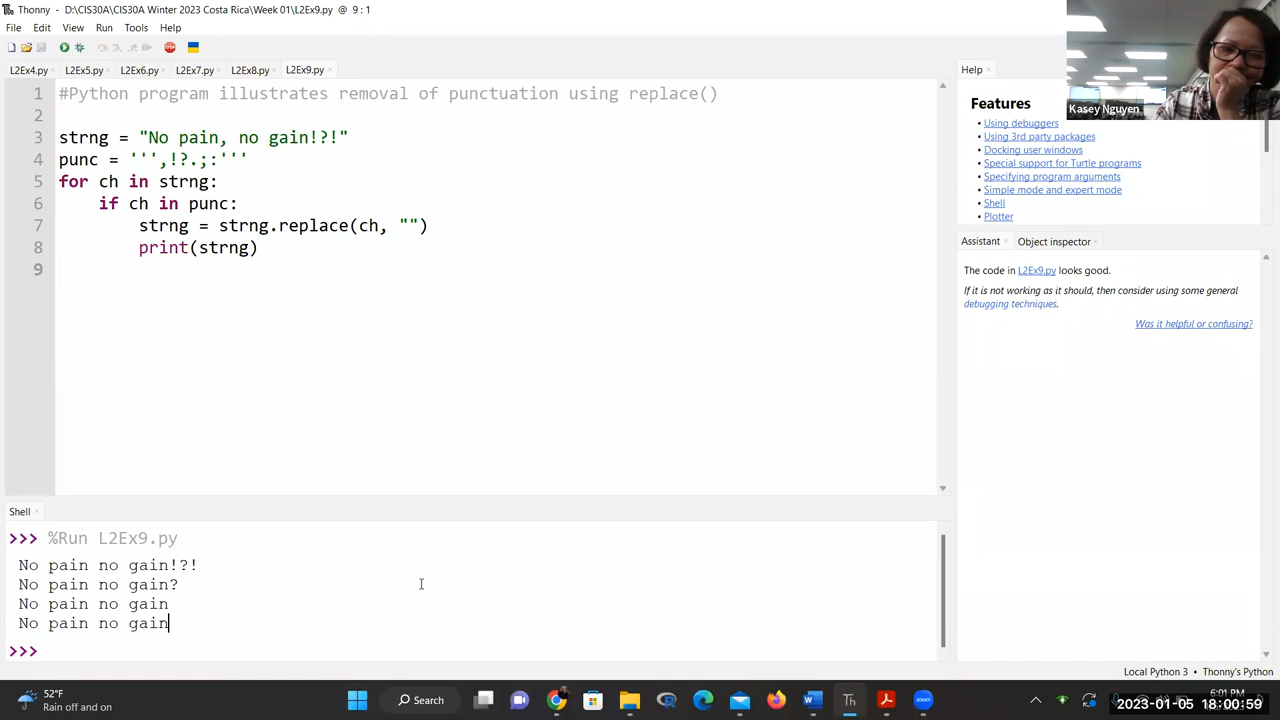 Thonny - D:\CIS30A\CIS30A Winter 2023 Costa Rica\Week 01\L2Ex9.py @ 9 : 1
File Edit View Run Tools Help
L2Ex4.py L2Ex5.py L2Ex6.py L2Ex7.py L2Ex8.py L2Ex9.py
1 #Python program illustrates removal of punctuation using replace()
2
3 strng = "No pain, no gain!?!"
4 punc = ''',!?.;:'''
5 for ch in strng:
6 if ch in punc:
7 strng = strng.replace(ch, "")
8 print(strng)
9
Shell
>>> %Run L2Ex9.py
No pain no gain!?!
No pain no gain?
No pain no gain
No pain no gain
>>>
Kasey Nguyen
Help
Features
• Using debuggers
• Using 3rd party packages
• Docking user windows
• Special support for Turtle programs
• Specifying program arguments
• Simple mode and expert mode
• Shell
• Plotter
Assistant Object inspector
The code in L2Ex9.py looks good.
If it is not working as it should, then consider using some general
debugging techniques.
Was it helpful or confusing?
Local Python 3 • Thonny's Python
52°F
Rain off and on
Search
6:01 PM
2023-01-05 18:00:59